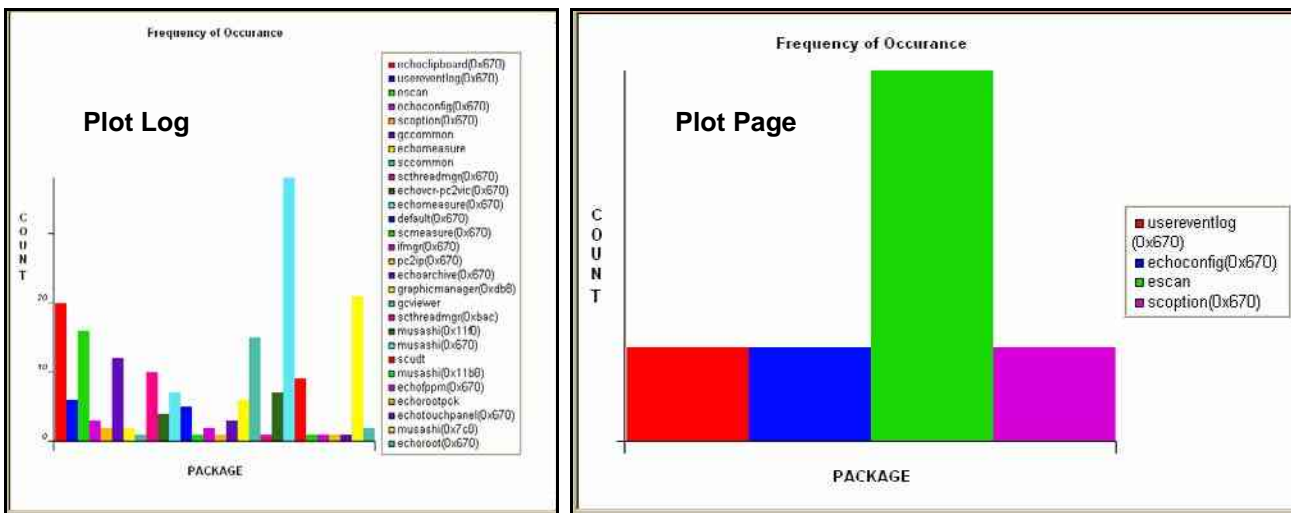 Frequency of Occurance
Plot Log
echoclipboard(0x670)
usereventlog(0x670)
escan
echoconfig(0x670)
scoption(0x670)
gccommon
echomeasure
sccommon
scthreadmgr(0x670)
echovcr-pc2vic(0x670)
echomeasure(0x670)
default(0x670)
scmeasure(0x670)
ifmgr(0x670)
pc2ip(0x670)
echoarchive(0x670)
graphicmanager(0xdb8)
gcviewer
scthreadmgr(0xbac)
musashi(0x11f0)
musashi(0x670)
scudt
musashi(0x11b8)
echofppm(0x670)
echorootpck
echotouchpanel(0x670)
musashi(0x7c0)
echoroot(0x670)
COUNT
20
10
0
PACKAGE
Frequency of Occurance
Plot Page
COUNT
usereventlog
(0x670)
echoconfig(0x670)
escan
scoption(0x670)
PACKAGE